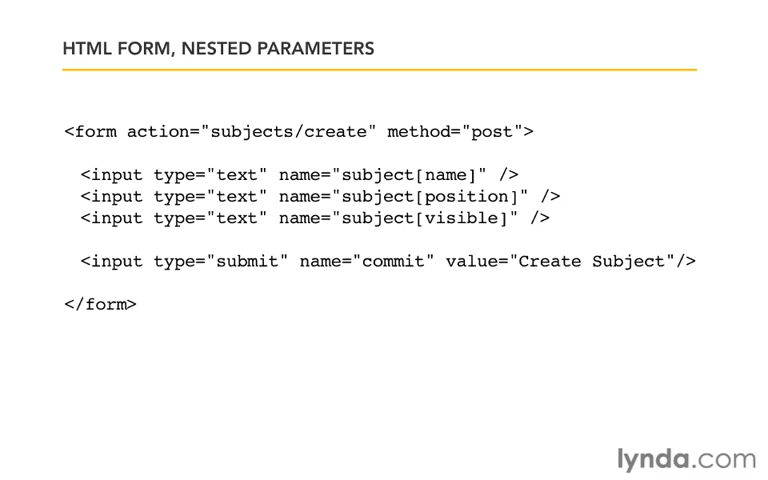 HTML FORM, NESTED PARAMETERS
<form action="subjects/create" method="post">
<input type="text" name="subject[name]" />
<input type="text" name="subject[position]" />
<input type="text" name="subject[visible]" />
<input type="submit" name="commit" value="Create Subject"/>
</form>
lynda.com